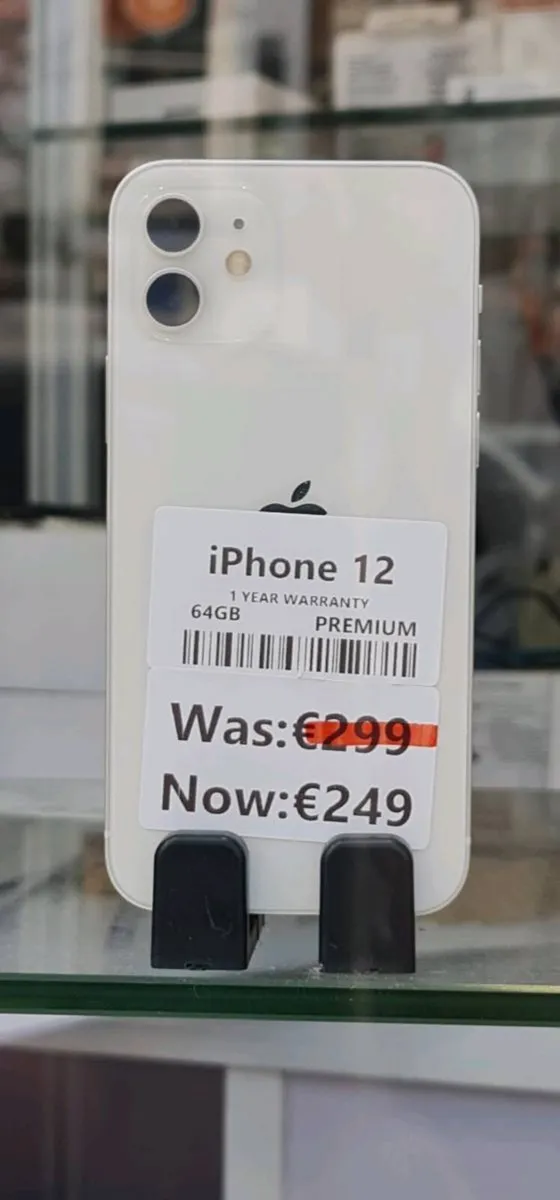 iPhone 12
1 YEAR WARRANTY
64GB PREMIUM
Was:€299
Now:€249